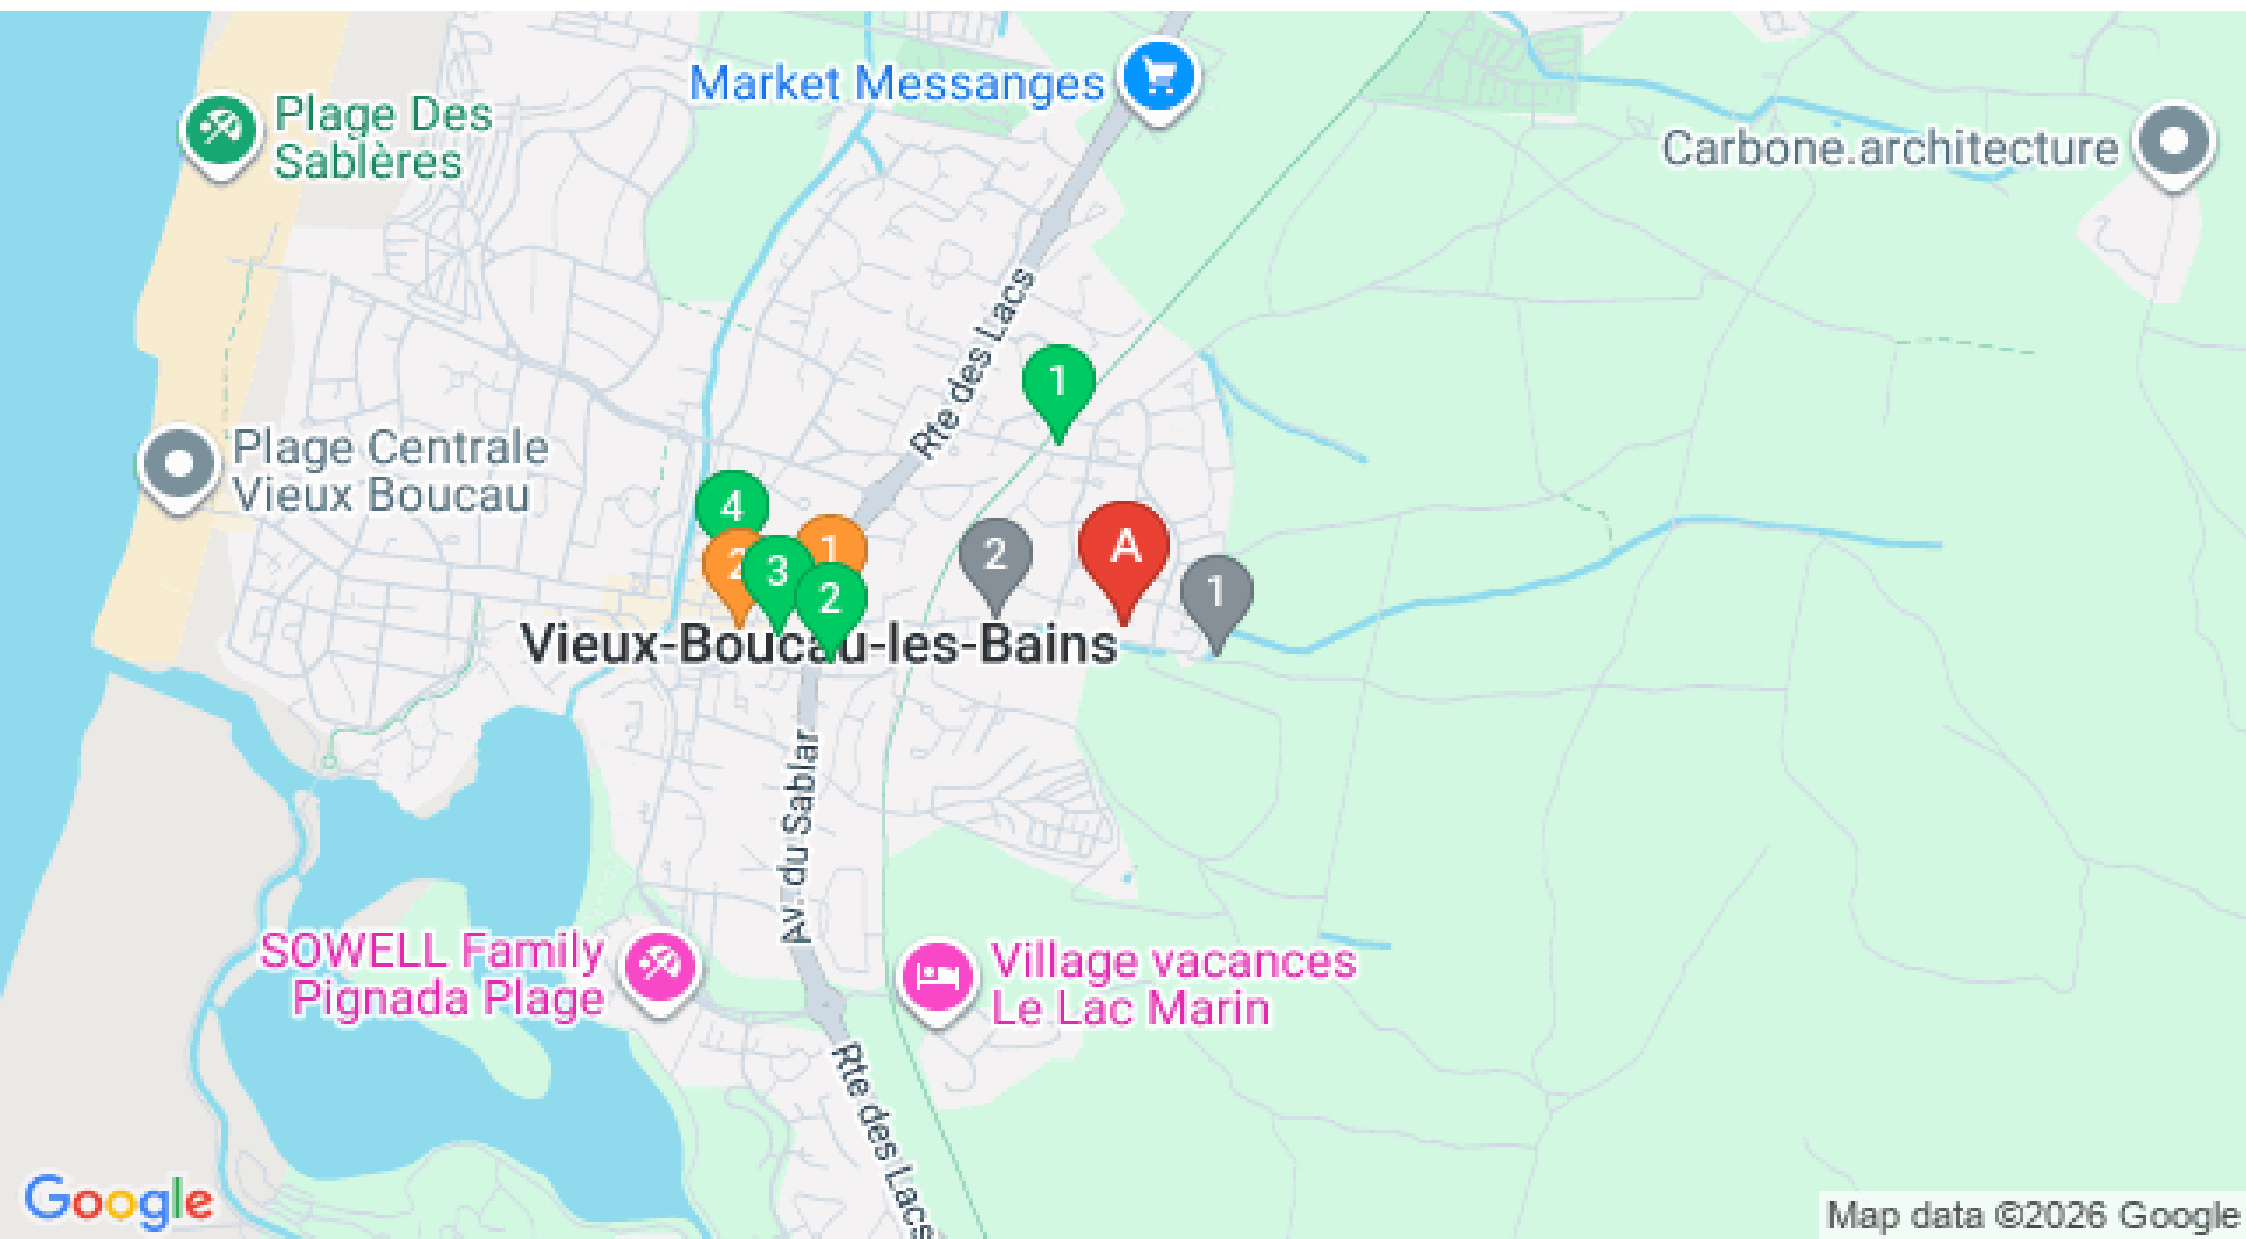 Market Messanges
Plage Des
Sablères
Carbone.architecture
Rte des Lacs
1
Plage Centrale
Vieux Boucau
4
2
3
1
2
2
A
1
Vieux-Boucau-les-Bains
Av. du Sablar
SOWELL Family
Pignada Plage
Village vacances
Le Lac Marin
Rte des Lacs
Google
Map data ©2026 Google